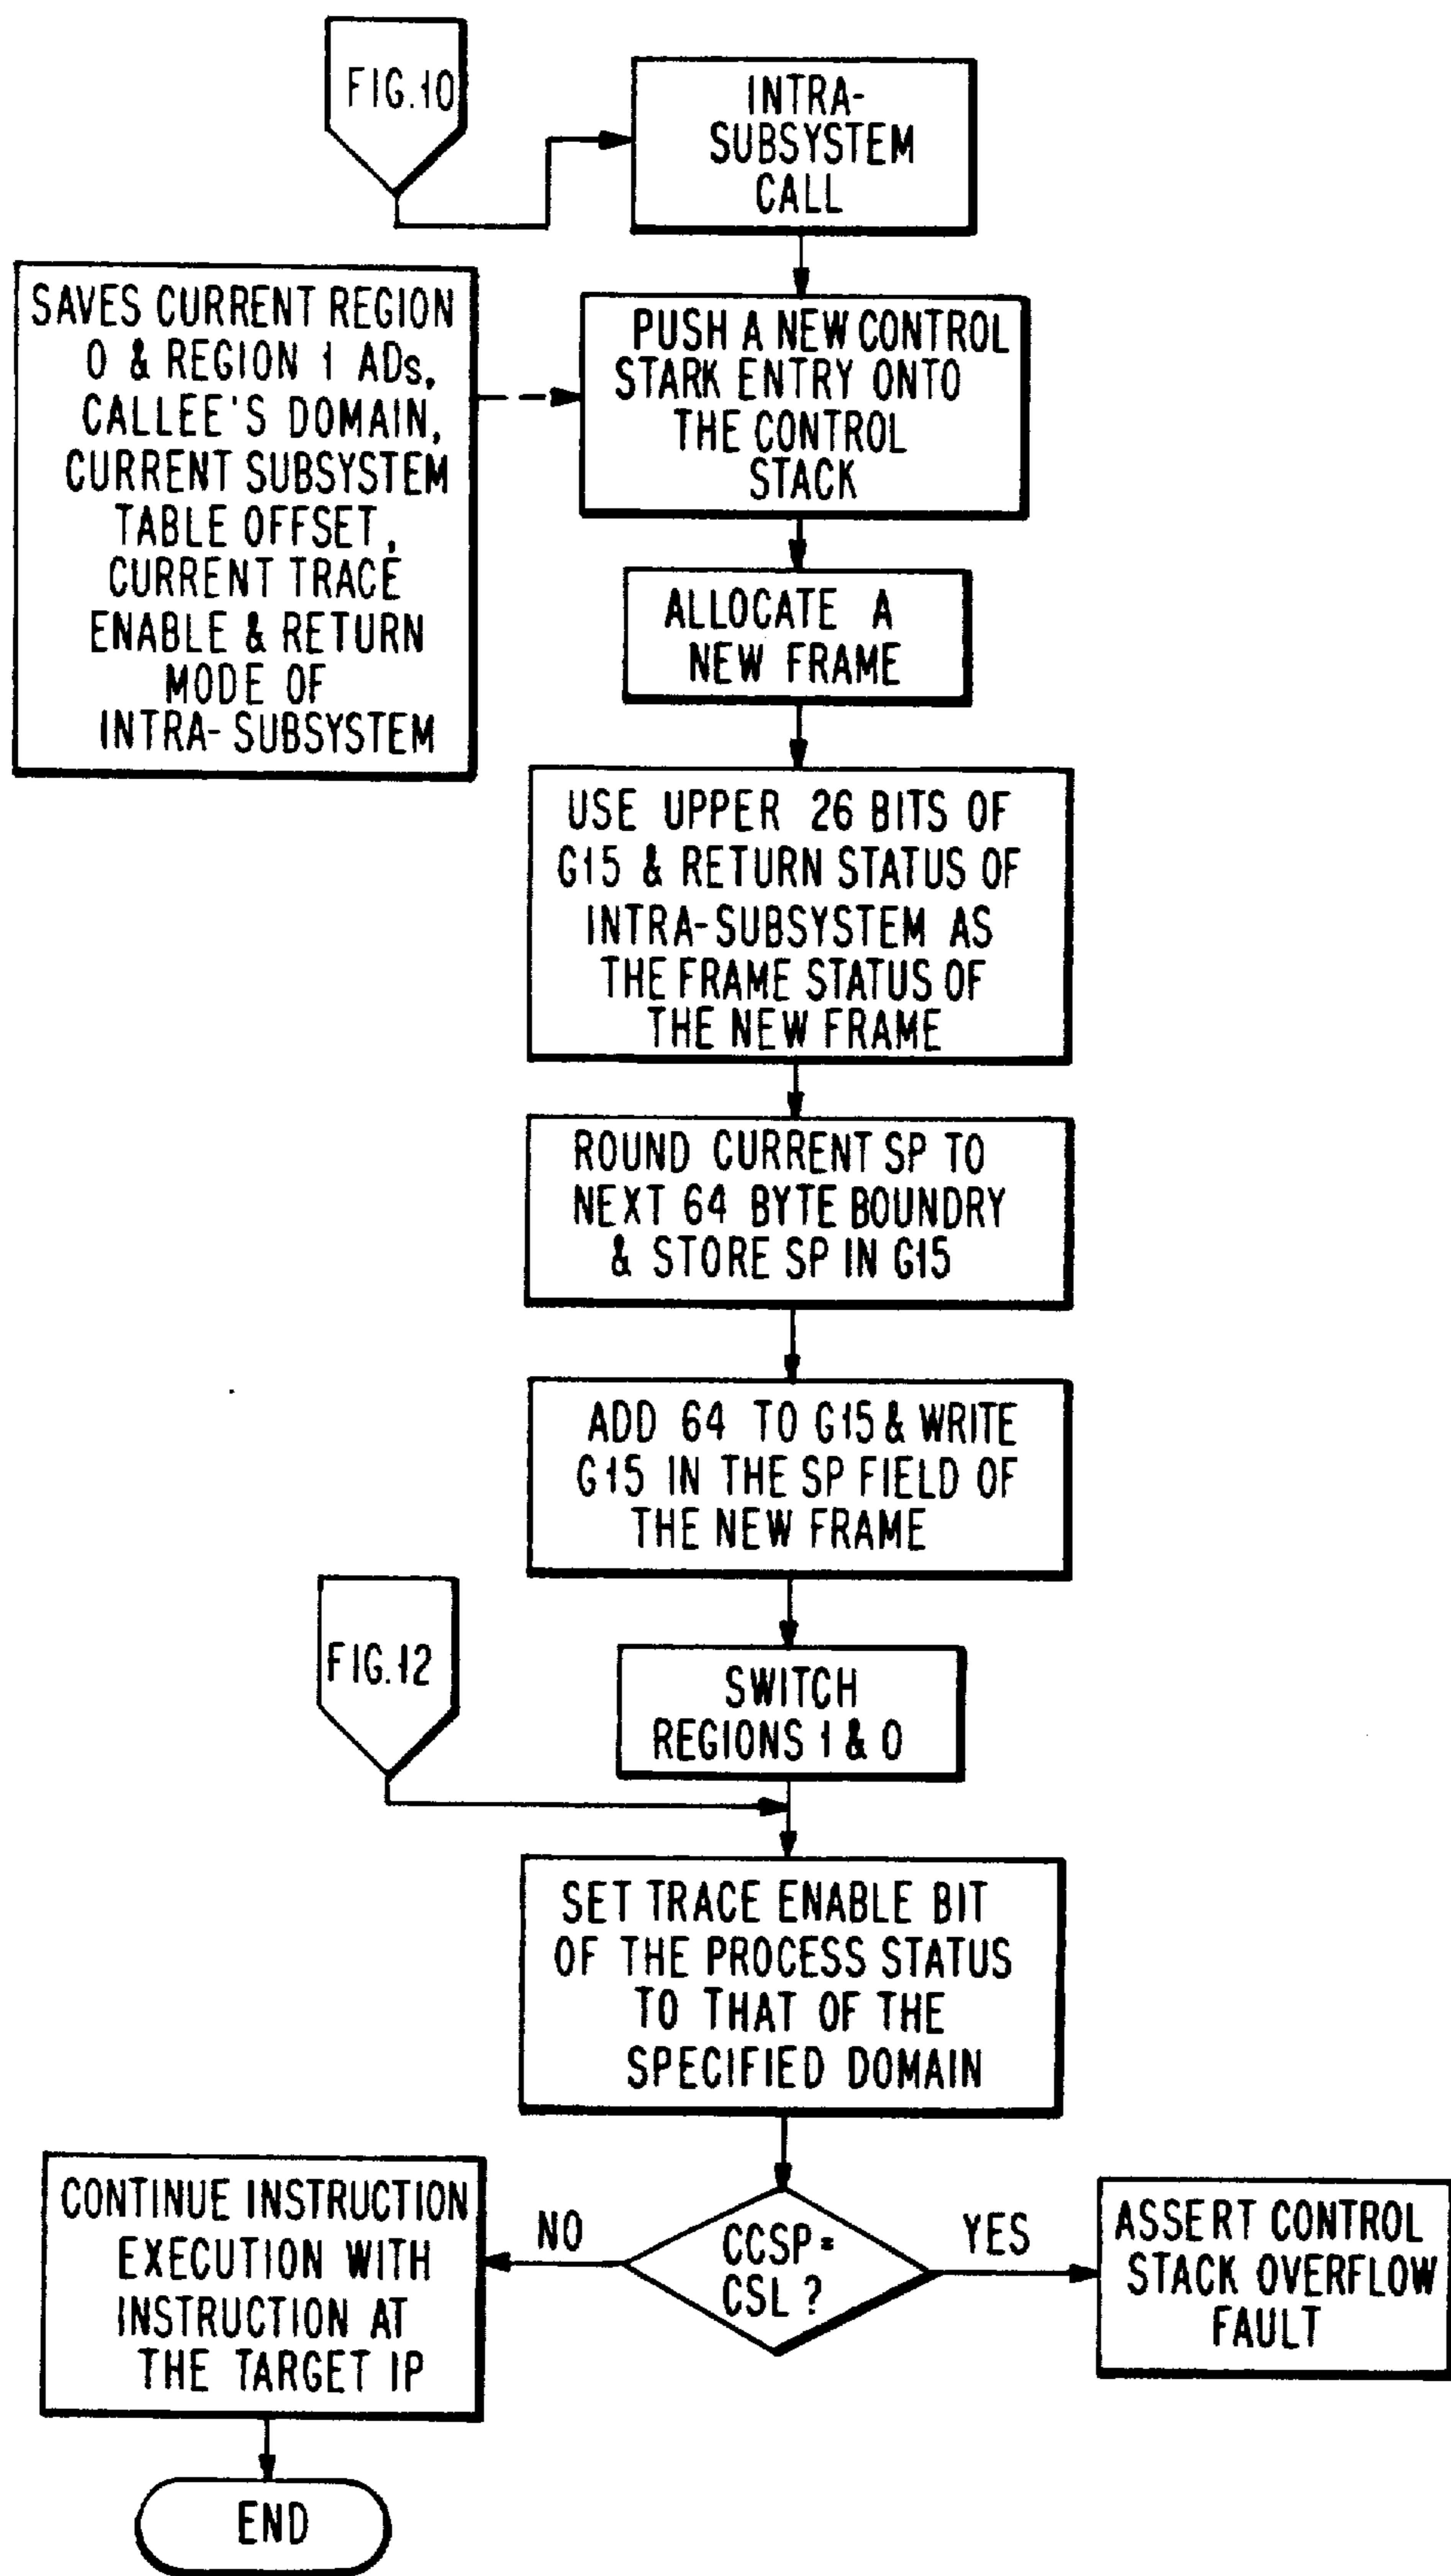 FIG.10
INTRA-
SUBSYSTEM
CALL
SAVES CURRENT REGION
0 & REGION 1 ADs,
CALLEE'S DOMAIN,
CURRENT SUBSYSTEM
TABLE OFFSET,
CURRENT TRACE
ENABLE & RETURN
MODE OF
INTRA-SUBSYSTEM
PUSH A NEW CONTROL
STARK ENTRY ONTO
THE CONTROL
STACK
ALLOCATE A
NEW FRAME
USE UPPER 26 BITS OF
G15 & RETURN STATUS OF
INTRA-SUBSYSTEM AS
THE FRAME STATUS OF
THE NEW FRAME
ROUND CURRENT SP TO
NEXT 64 BYTE BOUNDRY
& STORE SP IN G15
ADD 64 TO G15 & WRITE
G15 IN THE SP FIELD OF
THE NEW FRAME
FIG.12
SWITCH
REGIONS 1 & 0
SET TRACE ENABLE BIT
OF THE PROCESS STATUS
TO THAT OF THE
SPECIFIED DOMAIN
CCSP=
CSL?
NO
YES
CONTINUE INSTRUCTION
EXECUTION WITH
INSTRUCTION AT
THE TARGET IP
ASSERT CONTROL
STACK OVERFLOW
FAULT
END